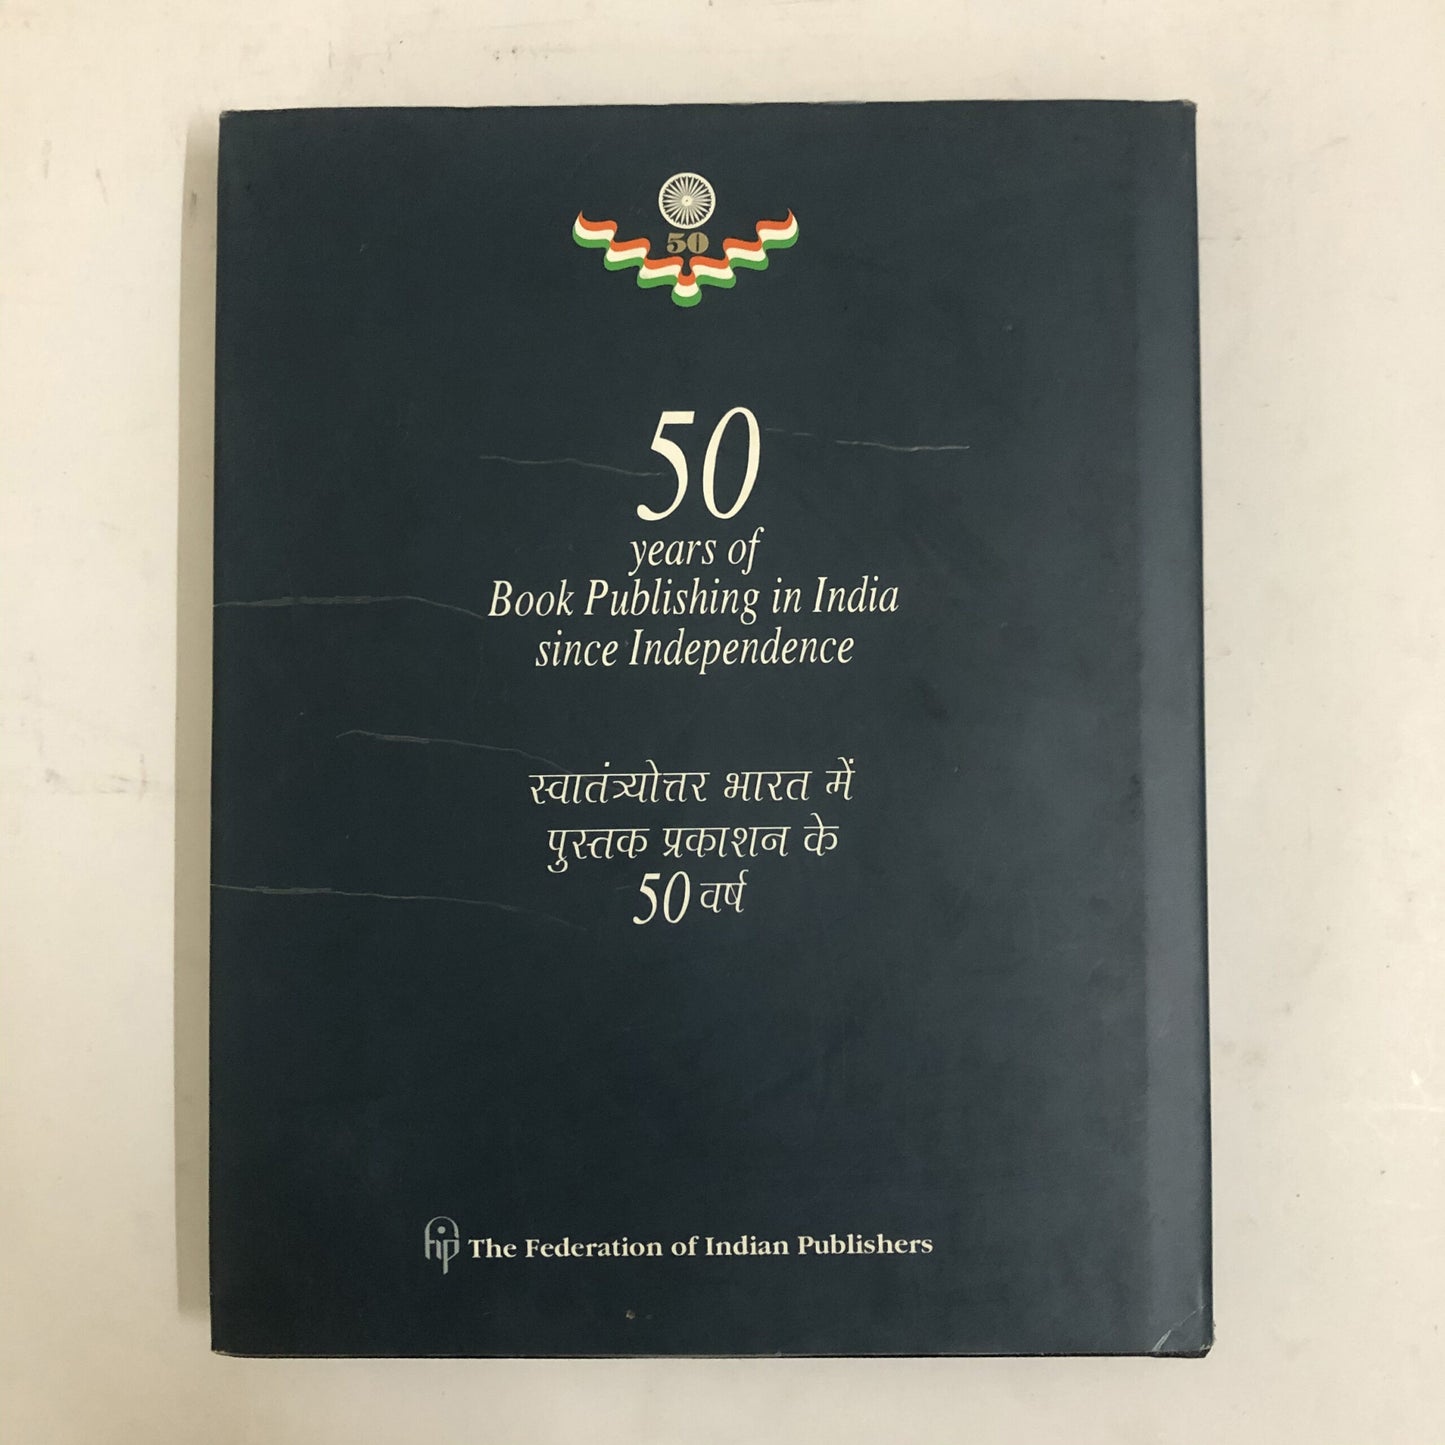 50
50
years of
Book Publishing in India
since Independence
स्वातंत्र्योत्तर भारत में
पुस्तक प्रकाशन के
50 वर्ष
fip The Federation of Indian Publishers